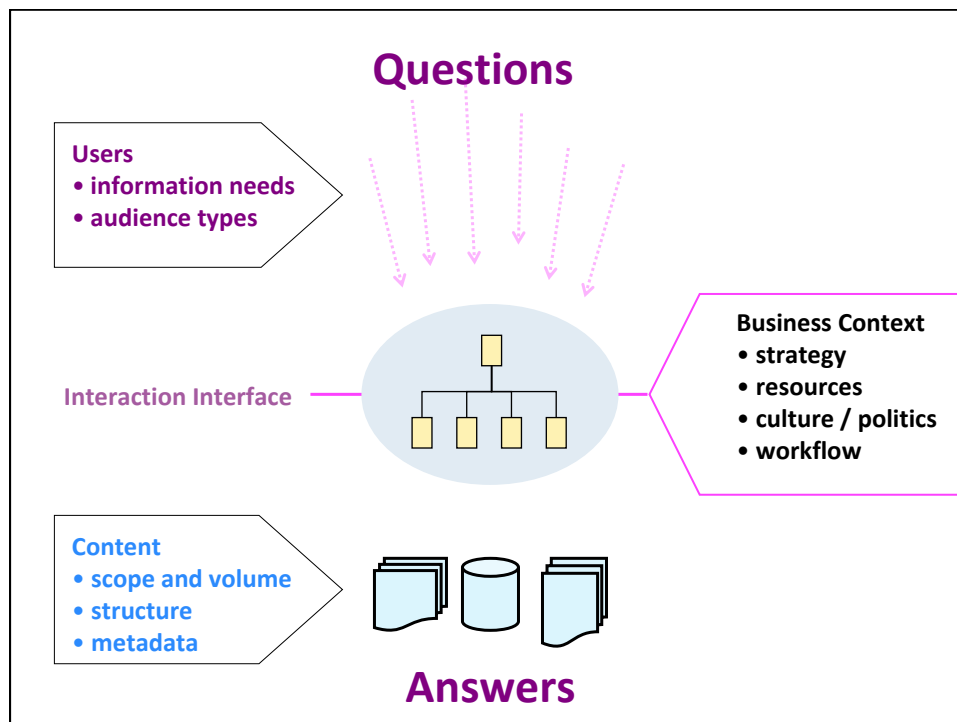 Questions
Users
• information needs
• audience types
Business Context
• strategy
• resources
• culture / politics
• workflow
Interaction Interface
Content
• scope and volume
• structure
• metadata
Answers